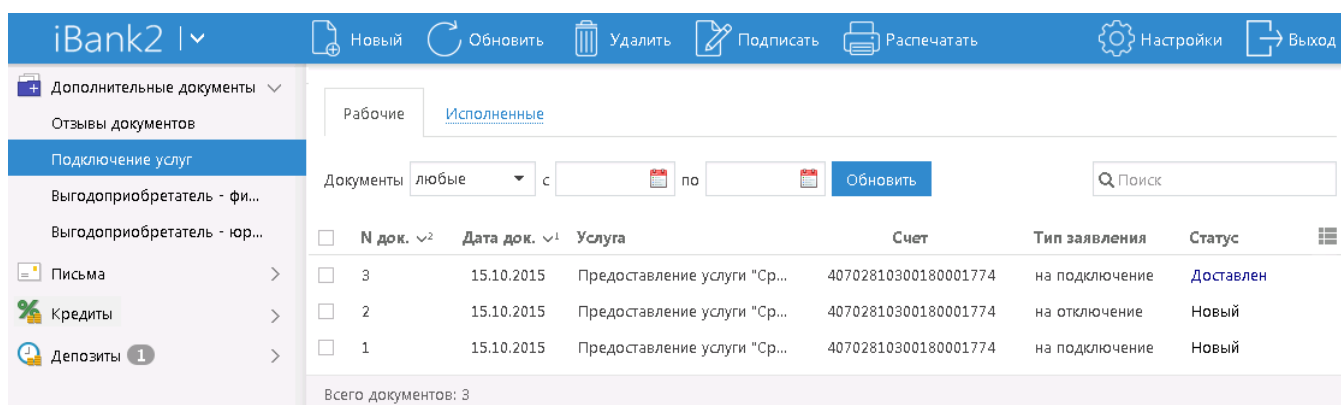 iBank2
Новый Обновить Удалить Подписать Распечатать Настройки Выход
Дополнительные документы
Отзывы документов
Подключение услуг
Выгодоприобретатель - фи...
Выгодоприобретатель - юр...
Письма
Кредиты
Депозиты 1
Рабочие Исполненные
Документы любые с по Обновить Поиск
N док. 2 Дата док. 1 Услуга Счет Тип заявления Статус
3 15.10.2015 Предоставление услуги "Ср... 40702810300180001774 на подключение Доставлен
2 15.10.2015 Предоставление услуги "Ср... 40702810300180001774 на отключение Новый
1 15.10.2015 Предоставление услуги "Ср... 40702810300180001774 на подключение Новый
Всего документов: 3